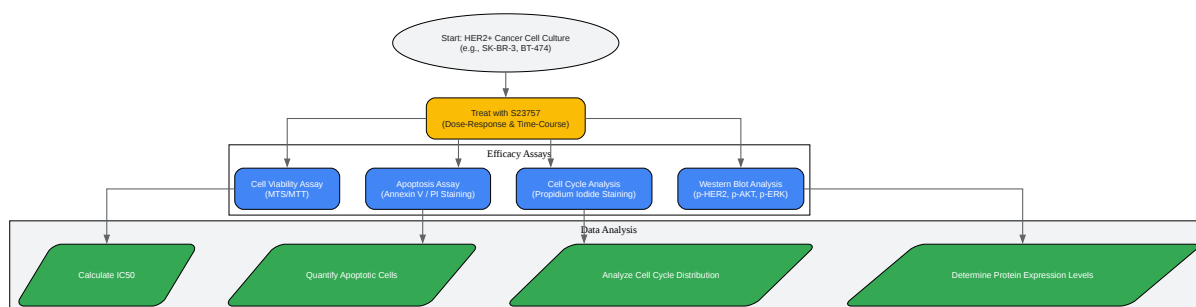 Start: HER2+ Cancer Cell Culture
(e.g., SK-BR-3, BT-474)
Treat with S23757
(Dose-Response & Time-Course)
Efficacy Assays
Cell Viability Assay
(MTS/MTT)
Apoptosis Assay
(Annexin V / PI Staining)
Cell Cycle Analysis
(Propidium Iodide Staining)
Western Blot Analysis
(p-HER2, p-AKT, p-ERK)
Data Analysis
Calculate IC50
Quantify Apoptotic Cells
Analyze Cell Cycle Distribution
Determine Protein Expression Levels